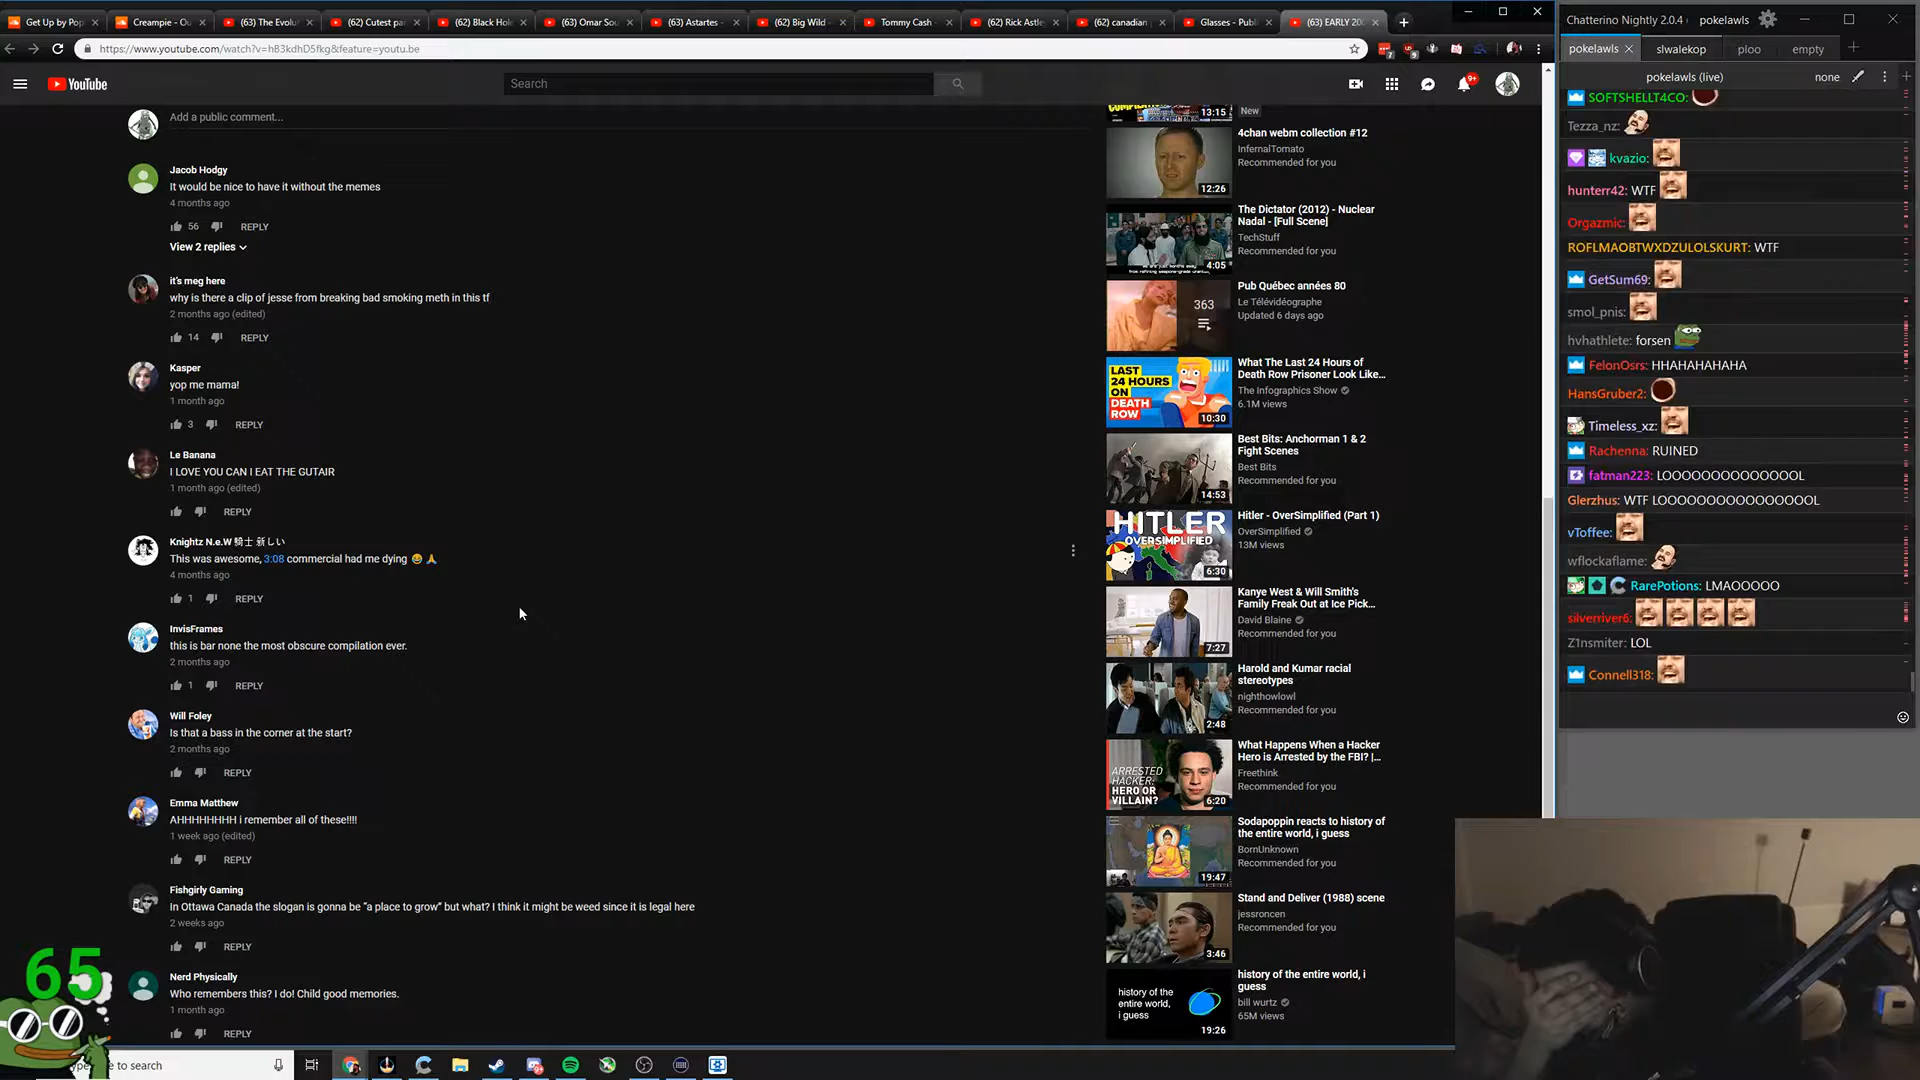 Get Up by Pop
Creampie - Ou
(63) The Evolu
(62) Cutest pa
(62) Black Hol
(63) Omar Sou
(63) Astartes -
(62) Big Wild -
Tommy Cash -
(62) Rick Astle
(62) canadian
Glasses - Publ
(63) EARLY 200
https://www.youtube.com/watch?v=hB3kdhD5fkg&feature=youtu.be
YouTube
Search
9+
Add a public comment...
Jacob Hodgy
It would be nice to have it without the memes
4 months ago
56 REPLY
View 2 replies
it's meg here
why is there a clip of jesse from breaking bad smoking meth in this tf
2 months ago (edited)
14 REPLY
Kasper
yop me mama!
1 month ago
3 REPLY
Le Banana
I LOVE YOU CAN I EAT THE GUTAIR
1 month ago (edited)
REPLY
Knightz N.e.W 騎士 新しい
This was awesome, 3:08 commercial had me dying 😂 🙏
4 months ago
1 REPLY
InvisFrames
this is bar none the most obscure compilation ever.
2 months ago
1 REPLY
Will Foley
Is that a bass in the corner at the start?
2 months ago
REPLY
Emma Matthew
AHHHHHHHH i remember all of these!!!!
1 week ago (edited)
REPLY
Fishgirly Gaming
In Ottawa Canada the slogan is gonna be "a place to grow" but what? I think it might be weed since it is legal here
2 weeks ago
REPLY
Nerd Physically
Who remembers this? I do! Child good memories.
1 month ago
REPLY
65
13:15
New
4chan webm collection #12
InfernalTomato
Recommended for you
12:26
The Dictator (2012) - Nuclear
Nadal - [Full Scene]
TechStuff
Recommended for you
4:05
Pub Québec années 80
Le Télévidéographe
Updated 6 days ago
363
What The Last 24 Hours of
Death Row Prisoner Look Like...
The Infographics Show
6.1M views
LAST
24 HOURS
ON
DEATH
ROW
10:30
Best Bits: Anchorman 1 & 2
Fight Scenes
Best Bits
Recommended for you
14:53
Hitler - OverSimplified (Part 1)
OverSimplified
13M views
HITLER
OVERSIMPLIFIED
6:30
Kanye West & Will Smith's
Family Freak Out at Ice Pick...
David Blaine
Recommended for you
7:27
Harold and Kumar racial
stereotypes
nighthowlowl
Recommended for you
2:48
What Happens When a Hacker
Hero is Arrested by the FBI? |...
Freethink
Recommended for you
ARRESTED
HACKER:
HERO OR
VILLAIN?
6:20
Sodapoppin reacts to history of
the entire world, i guess
BornUnknown
Recommended for you
19:47
Stand and Deliver (1988) scene
jessroncen
Recommended for you
3:46
history of the entire world, i
guess
bill wurtz
65M views
history of the
entire world,
i guess
19:26
Chatterino Nightly 2.0.4
pokelawls
pokelawls
slwalekop
ploo
empty
pokelawls (live)
none
SOFTSHELLT4CO:
Tezza_nz:
kvazio:
hunterr42: WTF
Orgazmic:
ROFLMAOBTWXDZULOLSKURT: WTF
GetSum69:
smol_pnis:
hvhathlete: forsen
FelonOsrs: HHAHAHAHAHA
HansGruber2:
Timeless_xz:
Rachenna: RUINED
fatman223: LOOOOOOOOOOOOOOL
Glerzhus: WTF LOOOOOOOOOOOOOOOL
vToffee:
wflockaflame:
RarePotions: LMAOOOOO
silverriver6:
Z1nsmiter: LOL
Connell318:
to search